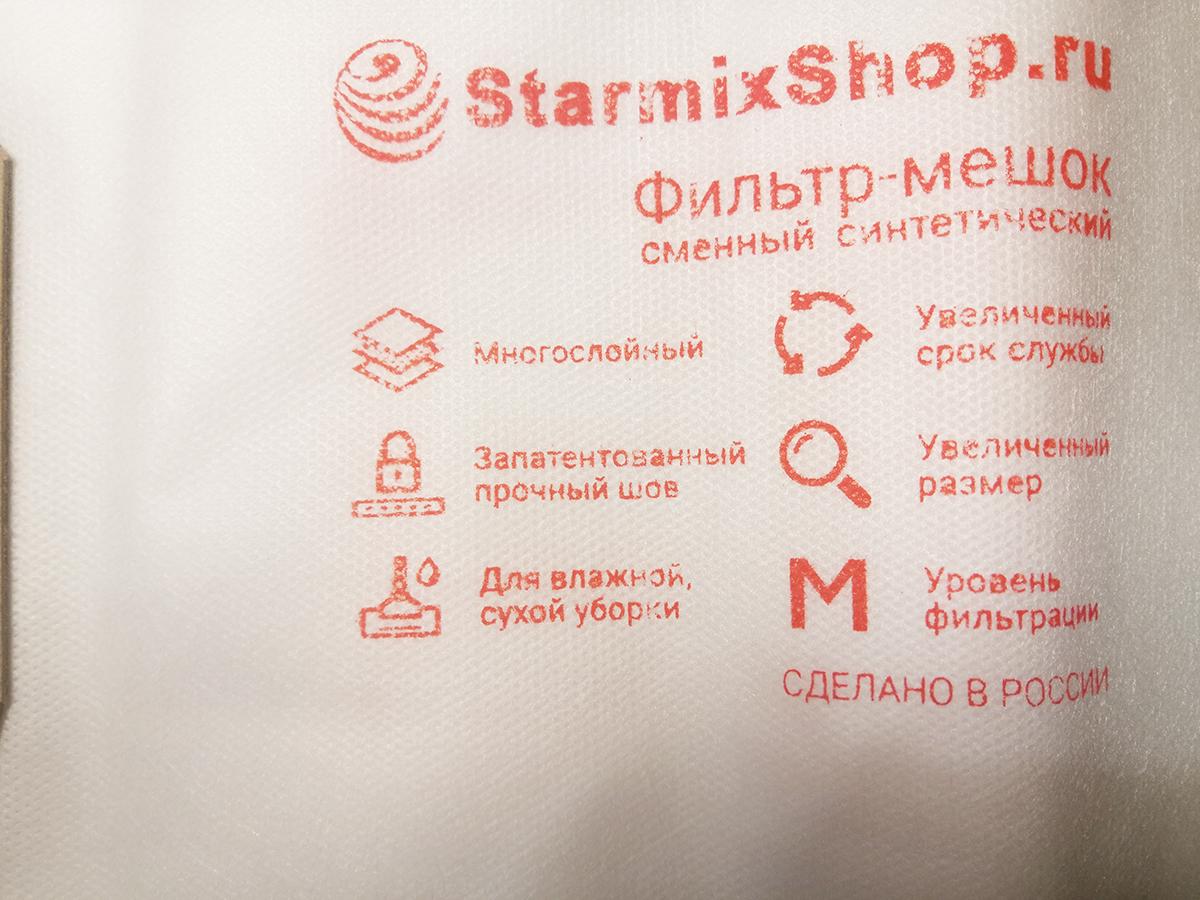 StarmixShop.ru
Фильтр-мешок
сменный синтетический
Многослойный
Увеличенный
срок службы
Запатентованный
прочный шов
Увеличенный
размер
Для влажной,
сухой уборки
М
Уровень
фильтрации
СДЕЛАНО В РОССИИ